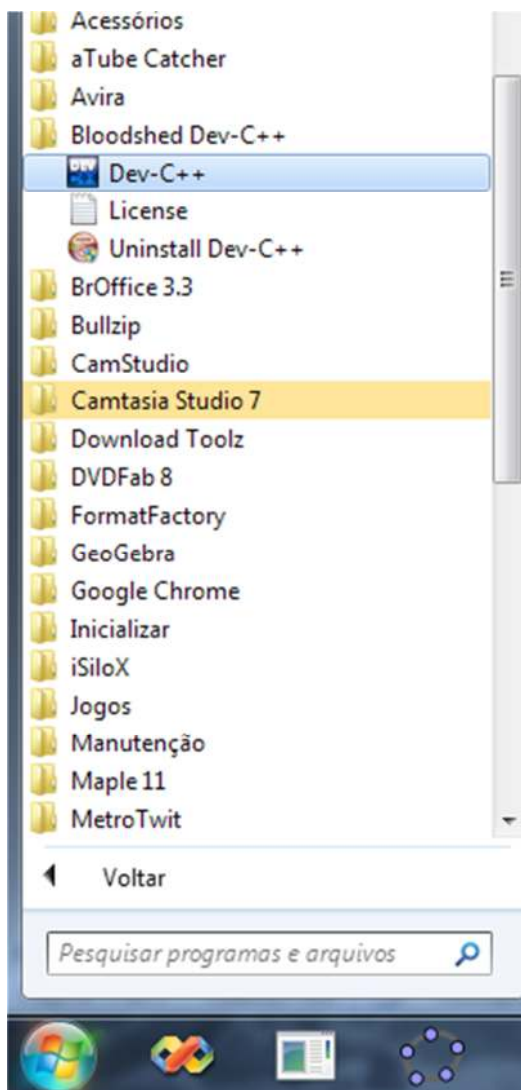 Acessórios
aTube Catcher
Avira
Bloodshed Dev-C++
Dev-C++
License
Uninstall Dev-C++
BrOffice 3.3
Bullzip
CamStudio
Camtasia Studio 7
Download Toolz
DVDFab 8
FormatFactory
GeoGebra
Google Chrome
Inicializar
iSiloX
Jogos
Manutenção
Maple 11
MetroTwit
Voltar
Pesquisar programas e arquivos